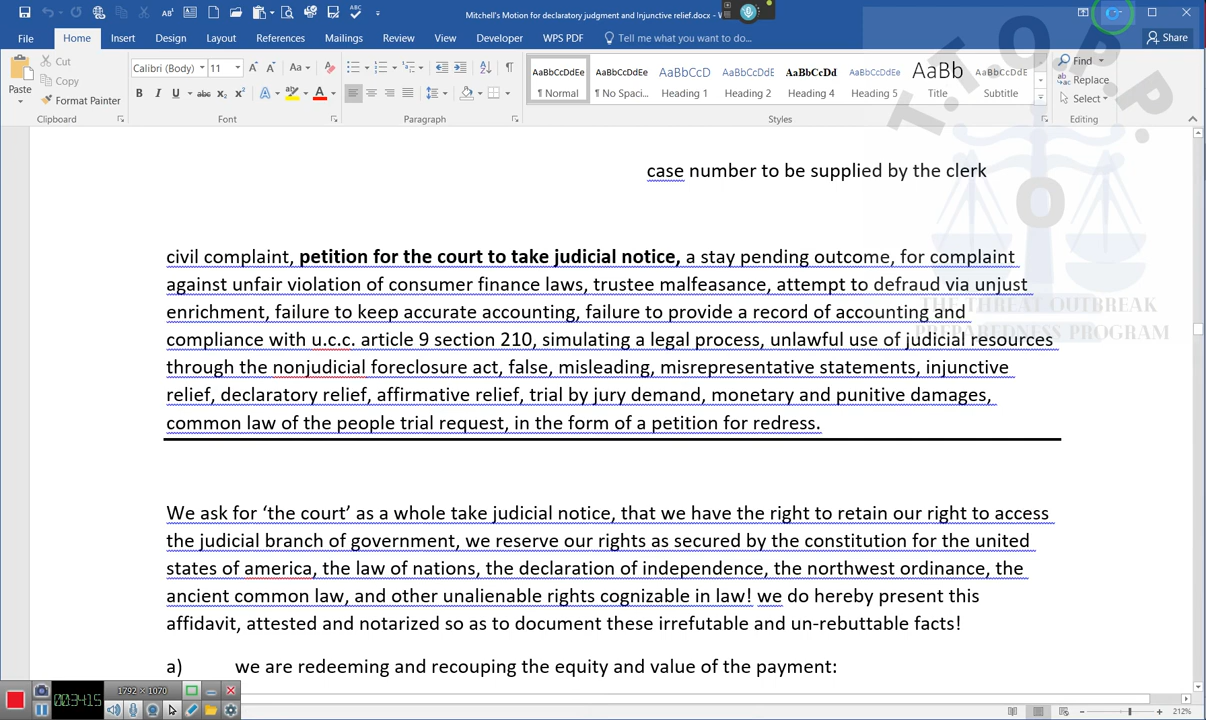 Mitchell's Motion for declaratory judgment and Injunctive relief.docx - W
File Home Insert Design Layout References Mailings Review View Developer WPS PDF Tell me what you want to do... Share
Paste Cut Copy Format Painter
Calibri (Body) 11
AaBbCcDdEe AaBbCcDdEe AaBbCcD AaBbCcDdE AaBbCcDd AaBbCcDdE AaBb AaBbCcDdE
¶ Normal ¶ No Spaci... Heading 1 Heading 2 Heading 4 Heading 5 Title Subtitle
Find Replace Select
Clipboard Font Paragraph Styles Editing
T.T.O.P.P.
O
THE THREAT OUTBREAK
PREPAREDNESS PROGRAM
case number to be supplied by the clerk
civil complaint, petition for the court to take judicial notice, a stay pending outcome, for complaint
against unfair violation of consumer finance laws, trustee malfeasance, attempt to defraud via unjust
enrichment, failure to keep accurate accounting, failure to provide a record of accounting and
compliance with u.c.c. article 9 section 210, simulating a legal process, unlawful use of judicial resources
through the nonjudicial foreclosure act, false, misleading, misrepresentative statements, injunctive
relief, declaratory relief, affirmative relief, trial by jury demand, monetary and punitive damages,
common law of the people trial request, in the form of a petition for redress.
We ask for ‘the court’ as a whole take judicial notice, that we have the right to retain our right to access
the judicial branch of government, we reserve our rights as secured by the constitution for the united
states of america, the law of nations, the declaration of independence, the northwest ordinance, the
ancient common law, and other unalienable rights cognizable in law! we do hereby present this
affidavit, attested and notarized so as to document these irrefutable and un-rebuttable facts!
a) we are redeeming and recouping the equity and value of the payment:
1792 × 1070
212%